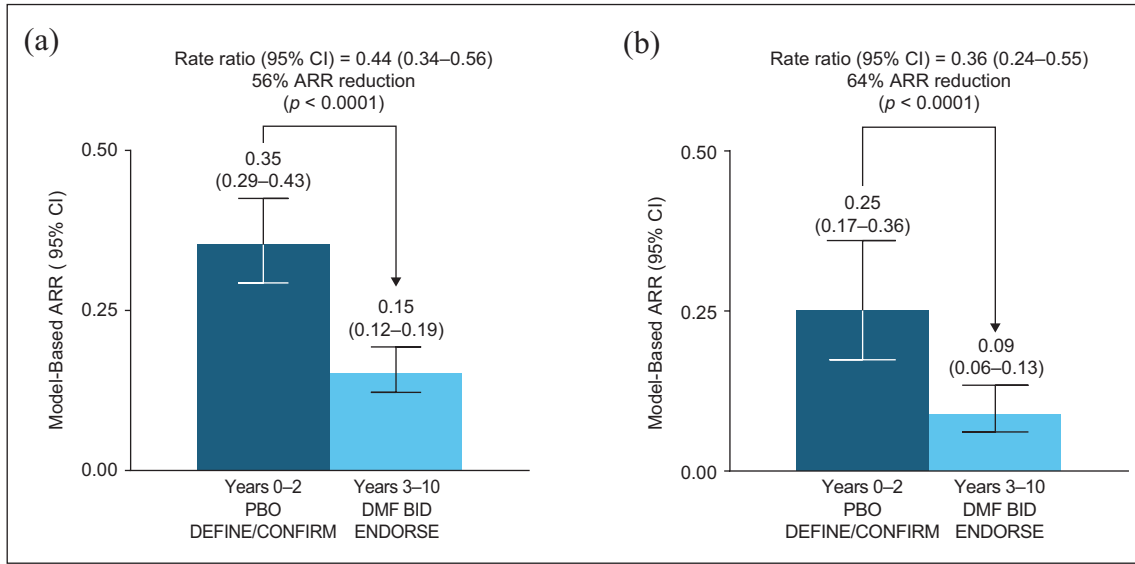 (a)
Rate ratio (95% CI) = 0.44 (0.34–0.56)
56% ARR reduction
(p < 0.0001)
Model-Based ARR ( 95% CI)
0.50
0.25
0.00
0.35
(0.29–0.43)
0.15
(0.12–0.19)
Years 0–2
PBO
DEFINE/CONFIRM
Years 3–10
DMF BID
ENDORSE
(b)
Rate ratio (95% CI) = 0.36 (0.24–0.55)
64% ARR reduction
(p < 0.0001)
Model-Based ARR (95% CI)
0.50
0.25
0.00
0.25
(0.17–0.36)
0.09
(0.06–0.13)
Years 0–2
PBO
DEFINE/CONFIRM
Years 3–10
DMF BID
ENDORSE